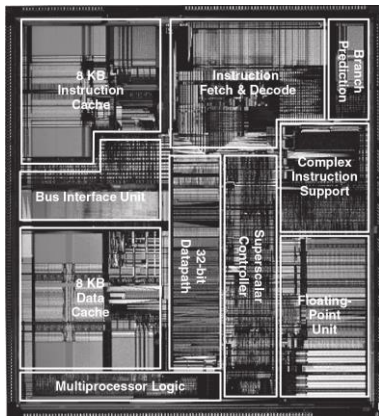 8 KB
Instruction
Cache
Instruction
Fetch & Decode
Branch
Prediction
Bus Interface Unit
Complex
Instruction
Support
8 KB
Data
Cache
32-bit
Datapath
Superscalar
Controller
Floating-
Point
Unit
Multiprocessor Logic